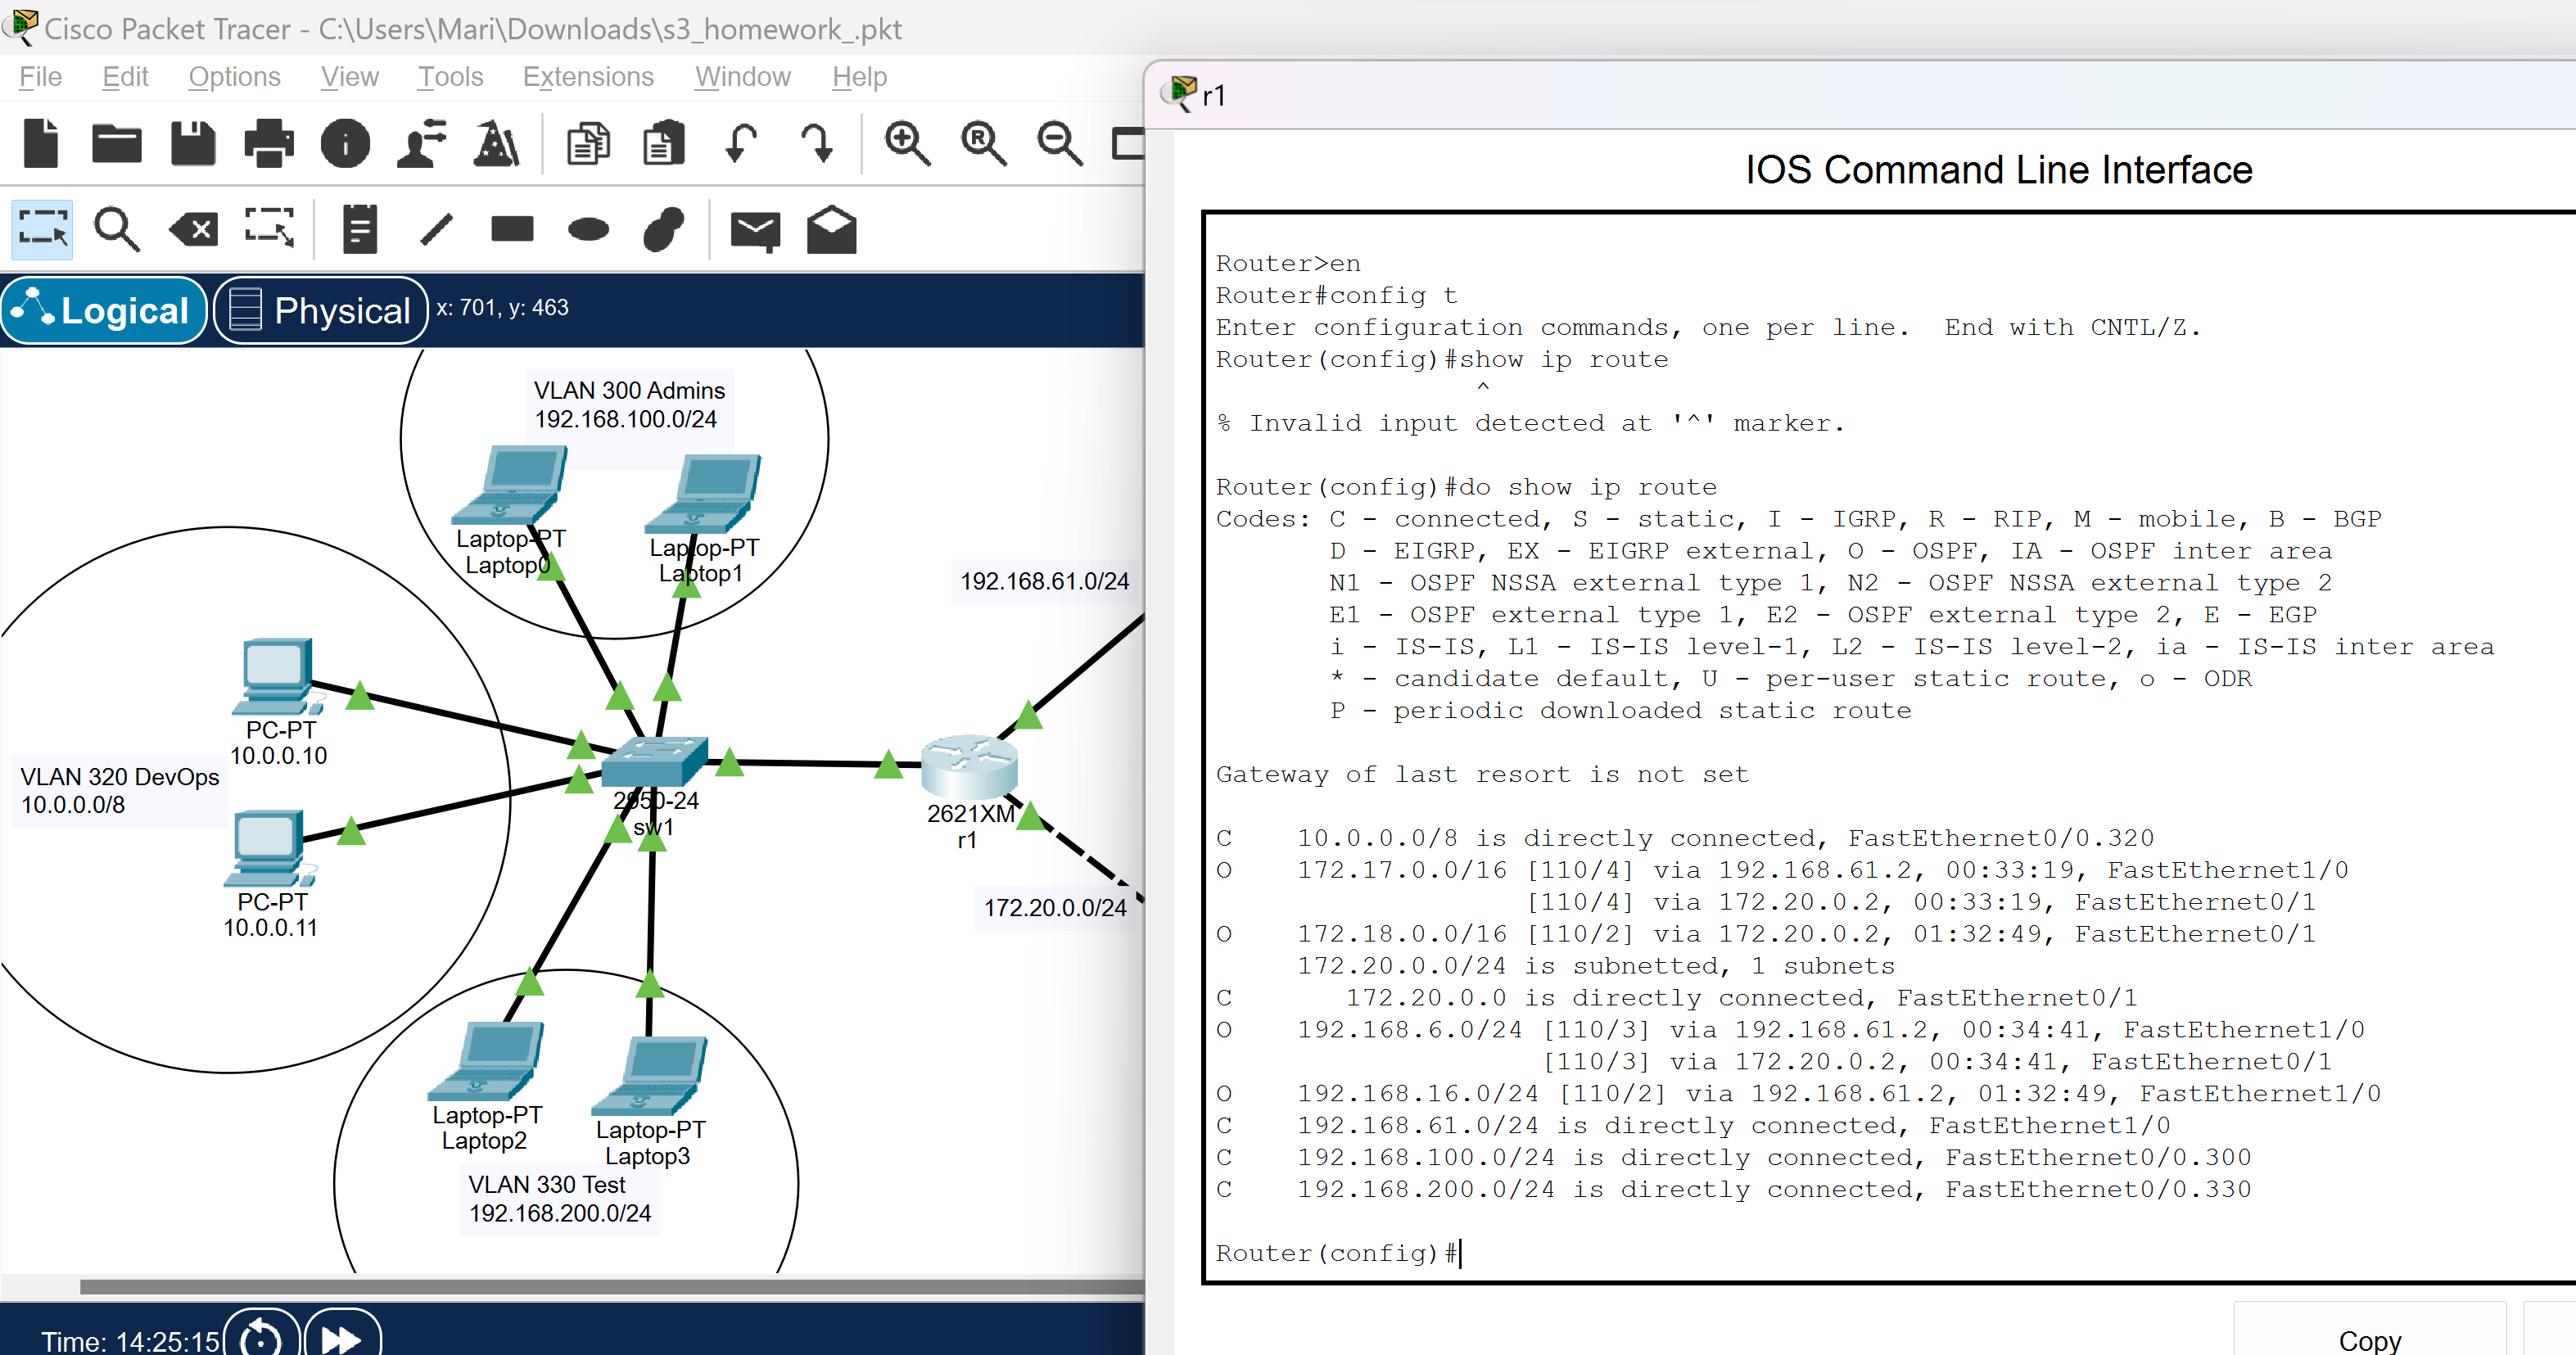 Cisco Packet Tracer - C:\Users\Mari\Downloads\s3_homework_.pkt
File Edit Options View Tools Extensions Window Help
Logical Physical x: 701, y: 463
VLAN 300 Admins
192.168.100.0/24
Laptop-PT
Laptop0
Laptop-PT
Laptop1
192.168.61.0/24
PC-PT
10.0.0.10
VLAN 320 DevOps
10.0.0.0/8
2950-24
sw1
2621XM
r1
PC-PT
10.0.0.11
172.20.0.0/24
Laptop-PT
Laptop2
Laptop-PT
Laptop3
VLAN 330 Test
192.168.200.0/24
Time: 14:25:15
r1
IOS Command Line Interface
Router>en
Router#config t
Enter configuration commands, one per line.  End with CNTL/Z.
Router(config)#show ip route
^
% Invalid input detected at '^' marker.
Router(config)#do show ip route
Codes: C - connected, S - static, I - IGRP, R - RIP, M - mobile, B - BGP
D - EIGRP, EX - EIGRP external, O - OSPF, IA - OSPF inter area
N1 - OSPF NSSA external type 1, N2 - OSPF NSSA external type 2
E1 - OSPF external type 1, E2 - OSPF external type 2, E - EGP
i - IS-IS, L1 - IS-IS level-1, L2 - IS-IS level-2, ia - IS-IS inter area
* - candidate default, U - per-user static route, o - ODR
P - periodic downloaded static route
Gateway of last resort is not set
C    10.0.0.0/8 is directly connected, FastEthernet0/0.320
O    172.17.0.0/16 [110/4] via 192.168.61.2, 00:33:19, FastEthernet1/0
[110/4] via 172.20.0.2, 00:33:19, FastEthernet0/1
O    172.18.0.0/16 [110/2] via 172.20.0.2, 01:32:49, FastEthernet0/1
172.20.0.0/24 is subnetted, 1 subnets
C       172.20.0.0 is directly connected, FastEthernet0/1
O    192.168.6.0/24 [110/3] via 192.168.61.2, 00:34:41, FastEthernet1/0
[110/3] via 172.20.0.2, 00:34:41, FastEthernet0/1
O    192.168.16.0/24 [110/2] via 192.168.61.2, 01:32:49, FastEthernet1/0
C    192.168.61.0/24 is directly connected, FastEthernet1/0
C    192.168.100.0/24 is directly connected, FastEthernet0/0.300
C    192.168.200.0/24 is directly connected, FastEthernet0/0.330
Router(config)#
Copy